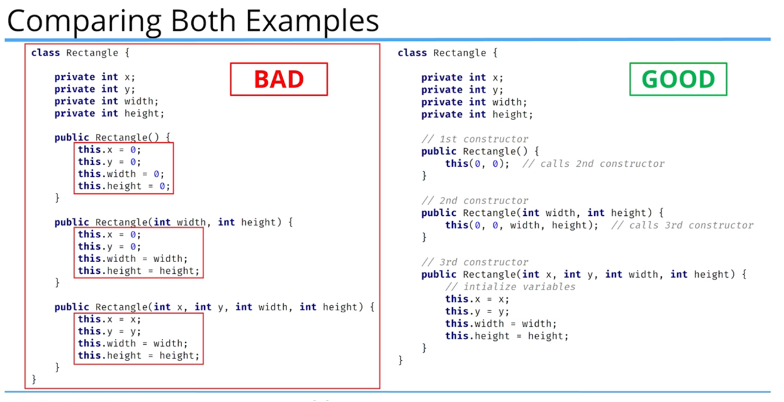 Comparing Both Examples
class Rectangle {
BAD
private int x;
private int y;
private int width;
private int height;
public Rectangle() {
this.x = 0;
this.y = 0;
this.width = 0;
this.height = 0;
}
public Rectangle(int width, int height) {
this.x = 0;
this.y = 0;
this.width = width;
this.height = height;
}
public Rectangle(int x, int y, int width, int height) {
this.x = x;
this.y = y;
this.width = width;
this.height = height;
}
}
class Rectangle {
GOOD
private int x;
private int y;
private int width;
private int height;
// 1st constructor
public Rectangle() {
this(0, 0);  // calls 2nd constructor
}
// 2nd constructor
public Rectangle(int width, int height) {
this(0, 0, width, height);  // calls 3rd constructor
}
// 3rd constructor
public Rectangle(int x, int y, int width, int height) {
// intialize variables
this.x = x;
this.y = y;
this.width = width;
this.height = height;
}
}